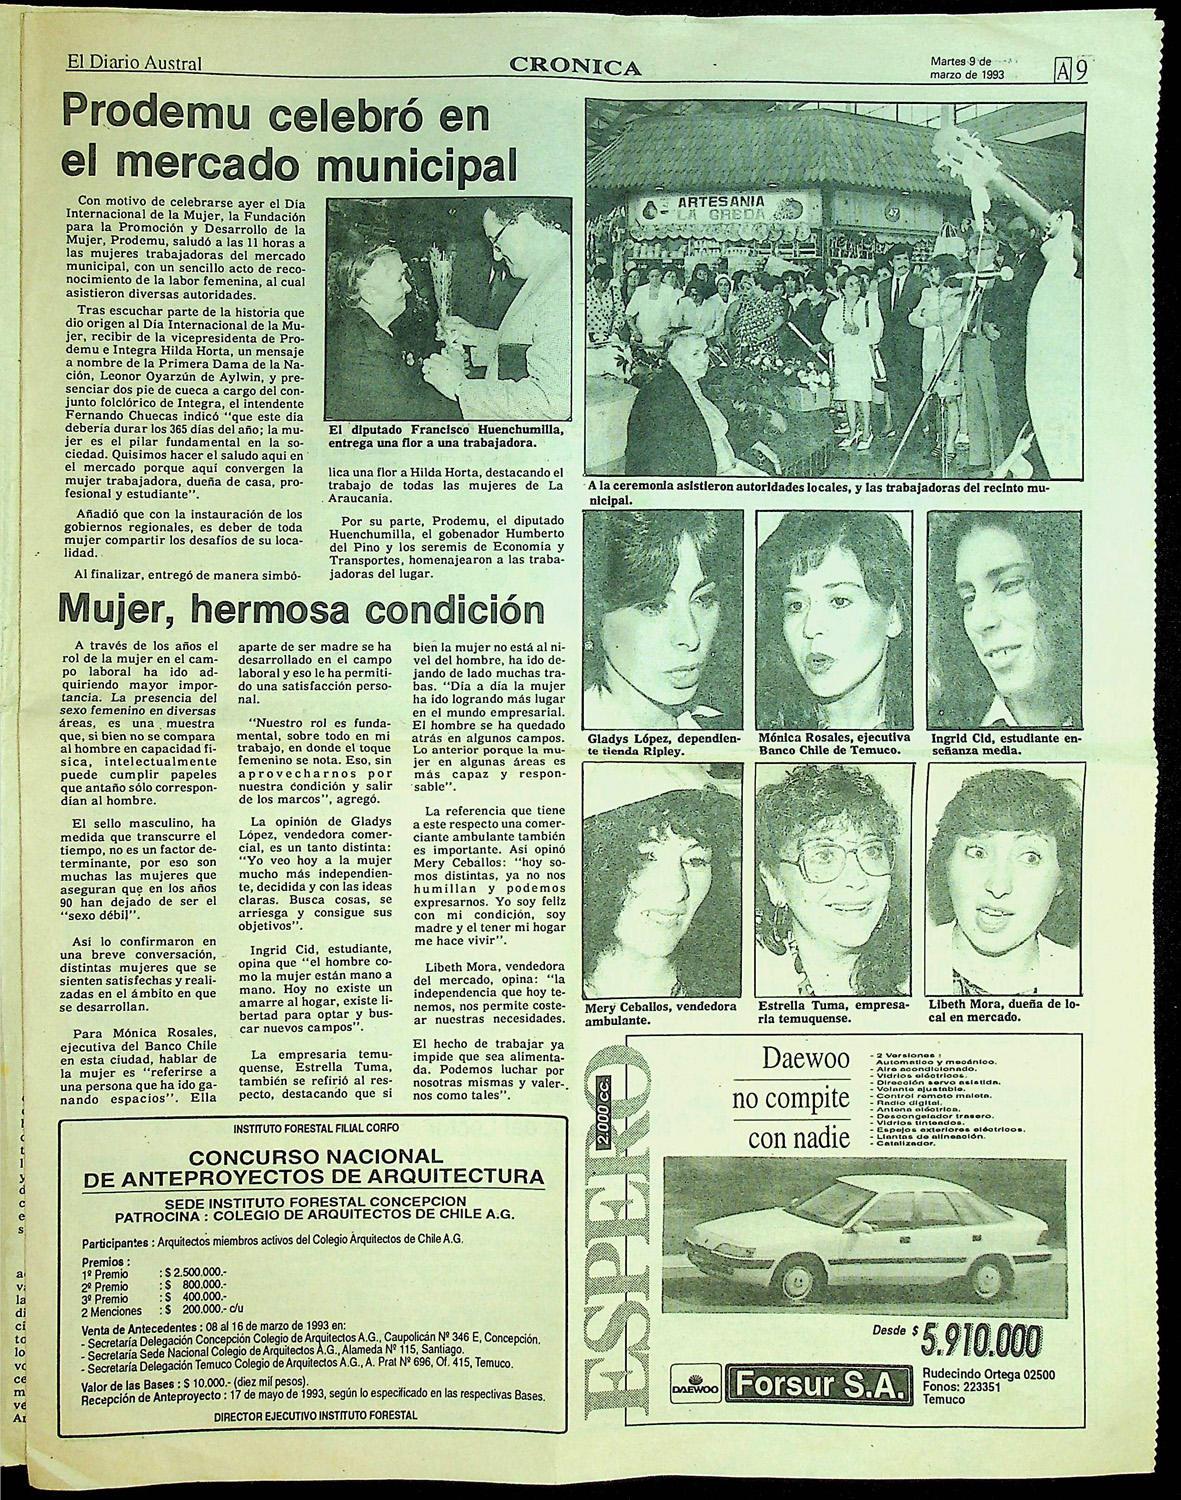 El Diario Austral
CRONICA
Martes 9 de
marzo de 1993
A 9
Prodemu celebró en
el mercado municipal
Con motivo de celebrarse ayer el Día
Internacional de la Mujer, la Fundación
para la Promoción y Desarrollo de la
Mujer, Prodemu, saludó a las 11 horas a
las mujeres trabajadoras del mercado
municipal, con un sencillo acto de reco-
nocimiento de la labor femenina, al cual
asistieron diversas autoridades.
Tras escuchar parte de la historia que
dio origen al Día Internacional de la Mu-
jer, recibir de la vicepresidenta de Pro-
demu e Integra Hilda Horta, un mensaje
a nombre de la Primera Dama de la Na-
ción, Leonor Oyarzún de Aylwin, y pre-
senciar dos pie de cueca a cargo del con-
junto folclórico de Integra, el intendente
Fernando Chuecas indicó "que este día
debería durar los 365 días del año; la mu-
jer es el pilar fundamental en la so-
ciedad. Quisimos hacer el saludo aquí en
el mercado porque aquí convergen la
mujer trabajadora, dueña de casa, pro-
fesional y estudiante".
Añadió que con la instauración de los
gobiernos regionales, es deber de toda
mujer compartir los desafíos de su loca-
lidad.
Al finalizar, entregó de manera simbó-
El diputado Francisco Huenchumilla,
entrega una flor a una trabajadora.
lica una flor a Hilda Horta, destacando el
trabajo de todas las mujeres de La
Araucanía.
Por su parte, Prodemu, el diputado
Huenchumilla, el gobenador Humberto
del Pino y los seremis de Economía y
Transportes, homenajearon a las traba-
jadoras del lugar.
ARTESANIA
LA GREDA
47
A la ceremonia asistieron autoridades locales, y las trabajadoras del recinto mu-
nicipal.
Mujer, hermosa condición
A través de los años el
rol de la mujer en el cam-
po laboral ha ido ad-
quiriendo mayor impor-
tancia. La presencia del
sexo femenino en diversas
áreas, es una muestra
que, si bien no se compara
al hombre en capacidad fí-
sica, intelectualmente
puede cumplir papeles
que antaño sólo correspon-
dían al hombre.
El sello masculino, ha
medida que transcurre el
tiempo, no es un factor de-
terminante, por eso son
muchas las mujeres que
aseguran que en los años
90 han dejado de ser el
"sexo débil".
Así lo confirmaron en
una breve conversación,
distintas mujeres que se
sienten satisfechas y reali-
zadas en el ámbito en que
se desarrollan.
Para Mónica Rosales,
ejecutiva del Banco Chile
en esta ciudad, hablar de
la mujer es "referirse a
una persona que ha ido ga-
nando espacios". Ella
aparte de ser madre se ha
desarrollado en el campo
laboral y eso le ha permiti-
do una satisfacción perso-
nal.
"Nuestro rol es funda-
mental, sobre todo en mi
trabajo, en donde el toque
femenino se nota. Eso, sin
aprovecharnos por
nuestra condición y salir
de los marcos", agregó.
La opinión de Gladys
López, vendedora comer-
cial, es un tanto distinta:
"Yo veo hoy a la mujer
mucho más independien-
te, decidida y con las ideas
claras. Busca cosas, se
arriesga y consigue sus
objetivos".
Ingrid Cid, estudiante,
opina que "el hombre co-
mo la mujer están mano a
mano. Hoy no existe un
amarre al hogar, existe li-
bertad para optar y bus-
car nuevos campos".
La empresaria temu-
quense, Estrella Tuma,
también se refirió al res-
pecto, destacando que si
bien la mujer no está al ni-
vel del hombre, ha ido de-
jando de lado muchas tra-
bas. "Día a día la mujer
ha ido logrando más lugar
en el mundo empresarial.
El hombre se ha quedado
atrás en algunos campos.
Lo anterior porque la mu-
jer en algunas áreas es
más capaz y respon-
sable".
La referencia que tiene
a este respecto una comer-
ciante ambulante también
es importante. Así opinó
Mery Ceballos: "hoy so-
mos distintas, ya no nos
humillan y podemos
expresarnos. Yo soy feliz
con mi condición, soy
madre y el tener mi hogar
me hace vivir".
Libeth Mora, vendedora
del mercado, opina: "la
independencia que hoy te-
nemos, nos permite coste-
ar nuestras necesidades.
El hecho de trabajar ya
impide que sea alimenta-
da. Podemos luchar por
nosotras mismas y valer-
nos como tales".
Gladys López, dependien-
te tienda Ripley.
Mónica Rosales, ejecutiva
Banco Chile de Temuco.
Ingrid Cid, estudiante en-
señanza media.
Mery Ceballos, vendedora
ambulante.
Estrella Tuma, empresa-
ria temuquense.
Libeth Mora, dueña de lo-
cal en mercado.
INSTITUTO FORESTAL FILIAL CORFO
CONCURSO NACIONAL
DE ANTEPROYECTOS DE ARQUITECTURA
SEDE INSTITUTO FORESTAL CONCEPCION
PATROCINA : COLEGIO DE ARQUITECTOS DE CHILE A.G.
Participantes : Arquitectos miembros activos del Colegio Arquitectos de Chile A.G.
Premios :
1º Premio : $ 2.500.000.-
2º Premio : $ 800.000.-
3º Premio : $ 400.000.-
2 Menciones : $ 200.000.- c/u
Venta de Antecedentes : 08 al 16 de marzo de 1993 en:
- Secretaría Delegación Concepción Colegio de Arquitectos A.G., Caupolicán Nº 346 E, Concepción.
- Secretaría Sede Nacional Colegio de Arquitectos A.G., Alameda Nº 115, Santiago.
- Secretaría Delegación Temuco Colegio de Arquitectos A.G., A. Prat Nº 696, Of. 415, Temuco.
Valor de las Bases : $ 10.000.- (diez mil pesos).
Recepción de Anteproyecto : 17 de mayo de 1993, según lo especificado en las respectivas Bases.
DIRECTOR EJECUTIVO INSTITUTO FORESTAL
ESPERO
2.000 cc.
Daewoo
no compite
con nadie
- 2 Versiones :
Automático y mecánico.
- Aire acondicionado.
- Vidrios eléctricos.
- Dirección servo asistida.
- Volante ajustable.
- Control remoto maleta.
- Radio digital.
- Antena eléctrica.
- Descongelador trasero.
- Vidrios tinteados.
- Espejos exteriores eléctricos.
- Llantas de alineación.
- Catalizador.
Desde $ 5.910.000
DAEWOO
Forsur S.A.
Rudecindo Ortega 02500
Fonos: 223351
Temuco